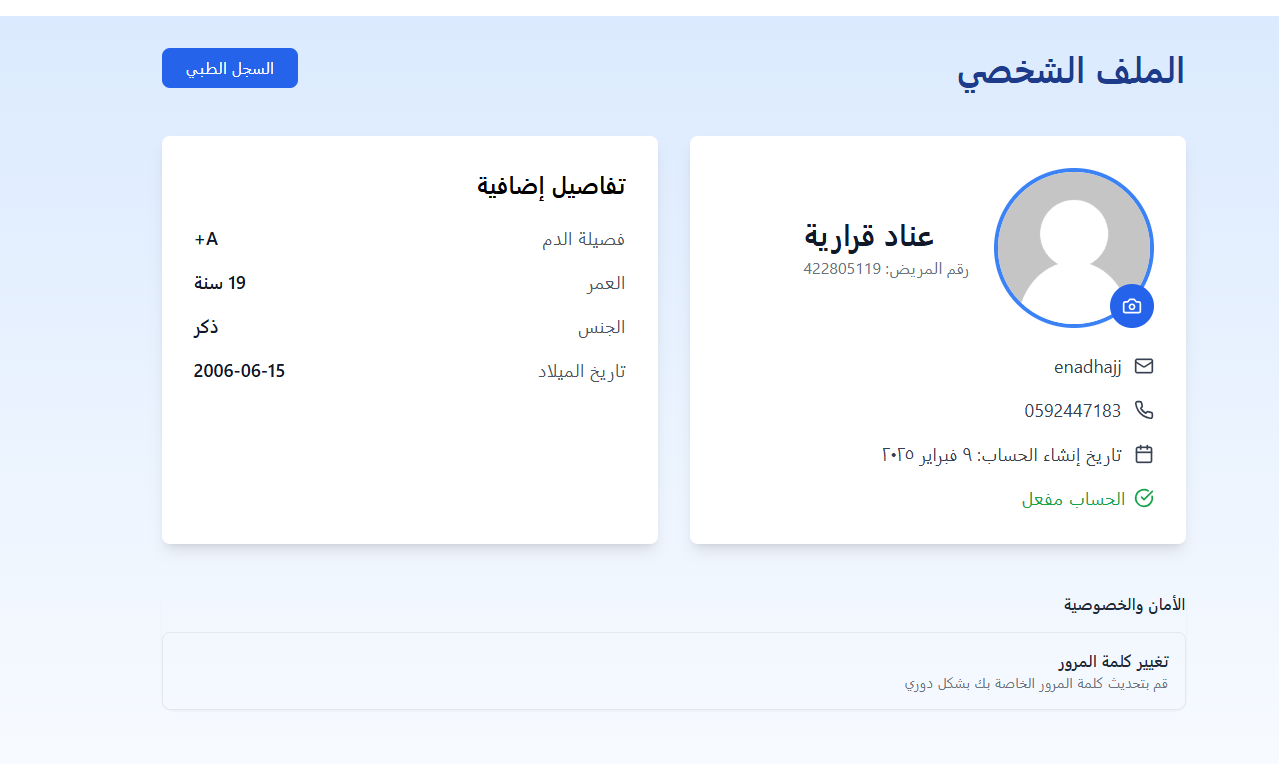 الملف الشخصي
السجل الطبي
عناد قرارية
رقم المريض: 422805119
enadhajj
0592447183
تاريخ إنشاء الحساب: ٩ فبراير ٢٠٢٥
الحساب مفعل
تفاصيل إضافية
فصيلة الدم A+
العمر 19 سنة
الجنس ذكر
تاريخ الميلاد 2006-06-15
الأمان والخصوصية
تغيير كلمة المرور
قم بتحديث كلمة المرور الخاصة بك بشكل دوري